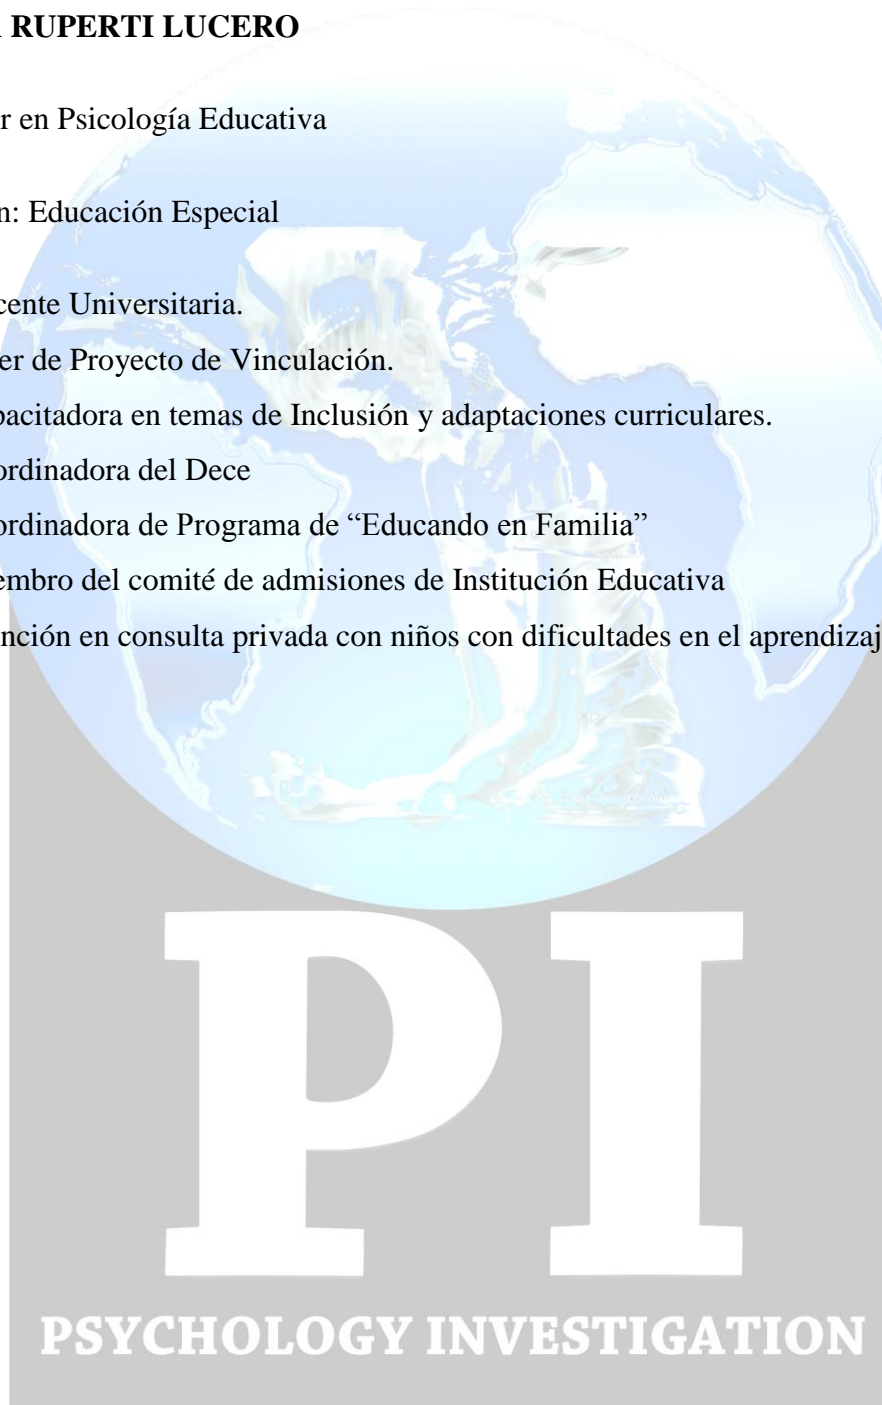 RUPERTI LUCERO
r en Psicología Educativa
n: Educación Especial
cente Universitaria.
er de Proyecto de Vinculación.
pacitadora en temas de Inclusión y adaptaciones curriculares.
ordinadora del Dece
ordinadora de Programa de “Educando en Familia”
embro del comité de admisiones de Institución Educativa
nción en consulta privada con niños con dificultades en el aprendizaj
PI
PSYCHOLOGY INVESTIGATION